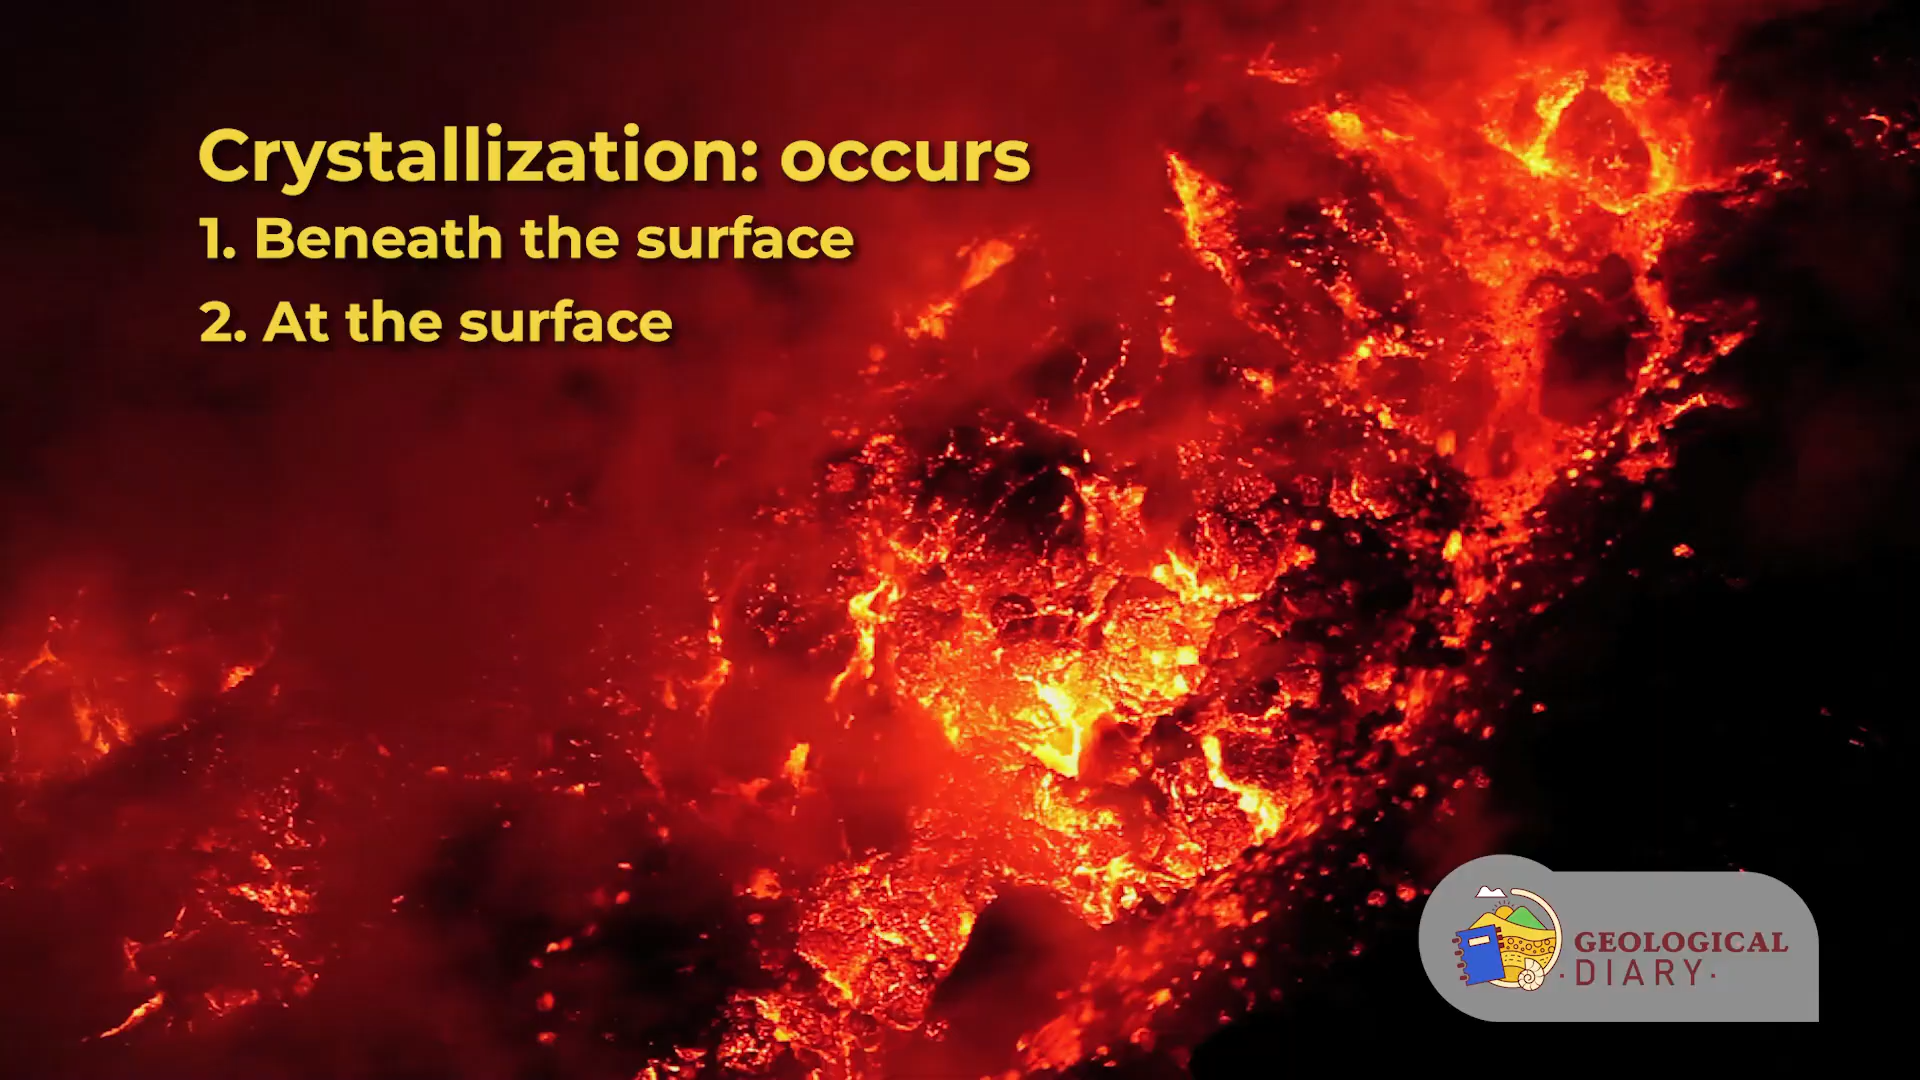 Crystallization: occurs
1. Beneath the surface
2. At the surface
GEOLOGICAL
·DIARY·